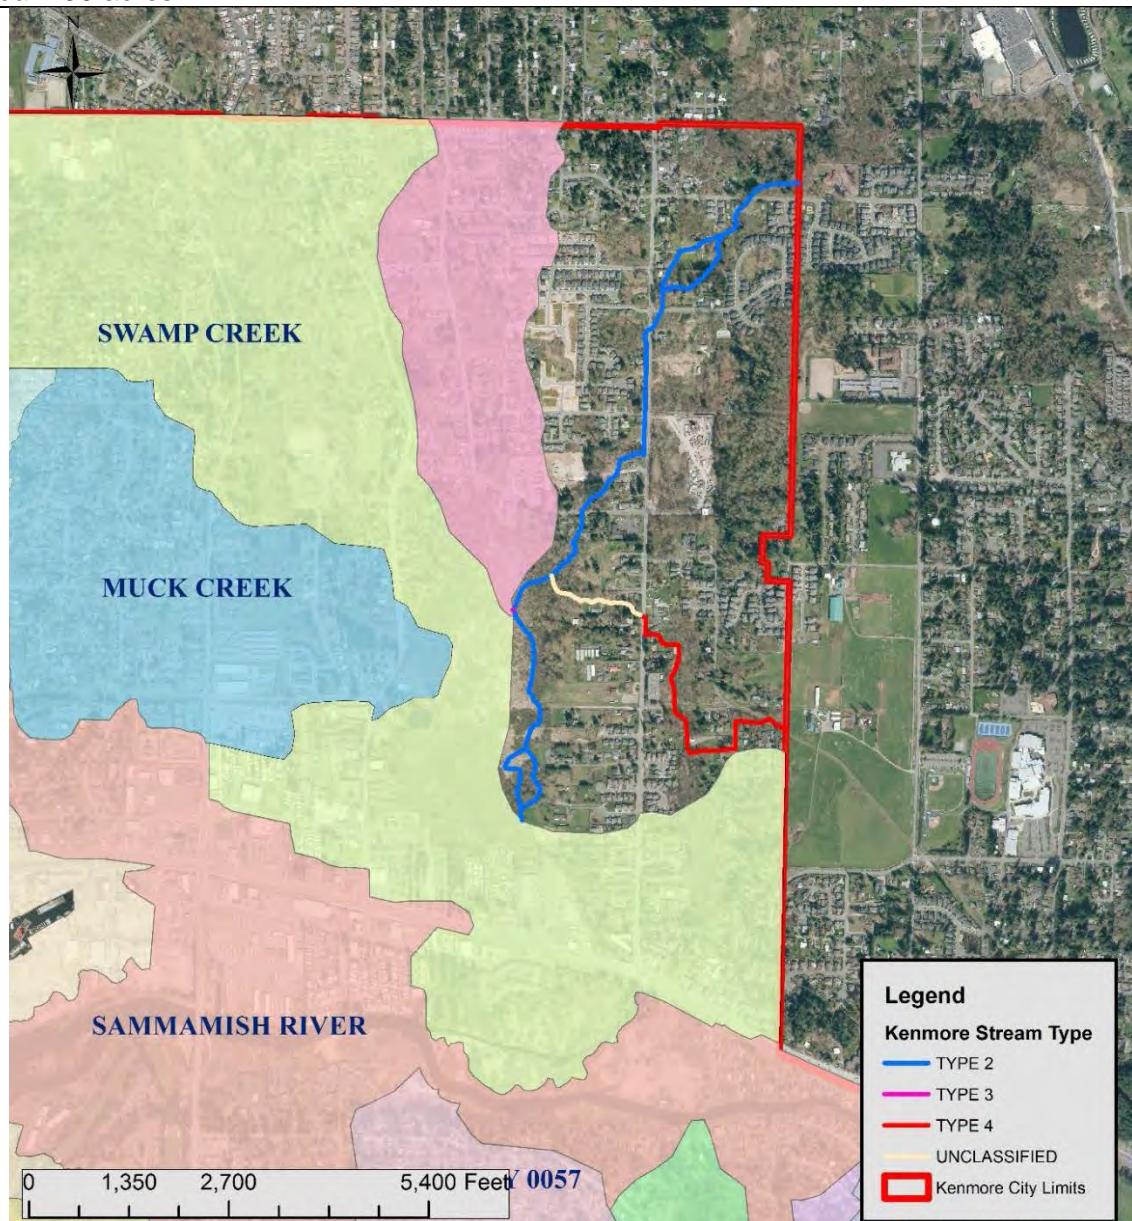 N
SWAMP CREEK
MUCK CREEK
SAMMAMISH RIVER
Y 0057
0 1,350 2,700 5,400 Feet
Legend
Kenmore Stream Type
TYPE 2
TYPE 3
TYPE 4
UNCLASSIFIED
Kenmore City Limits